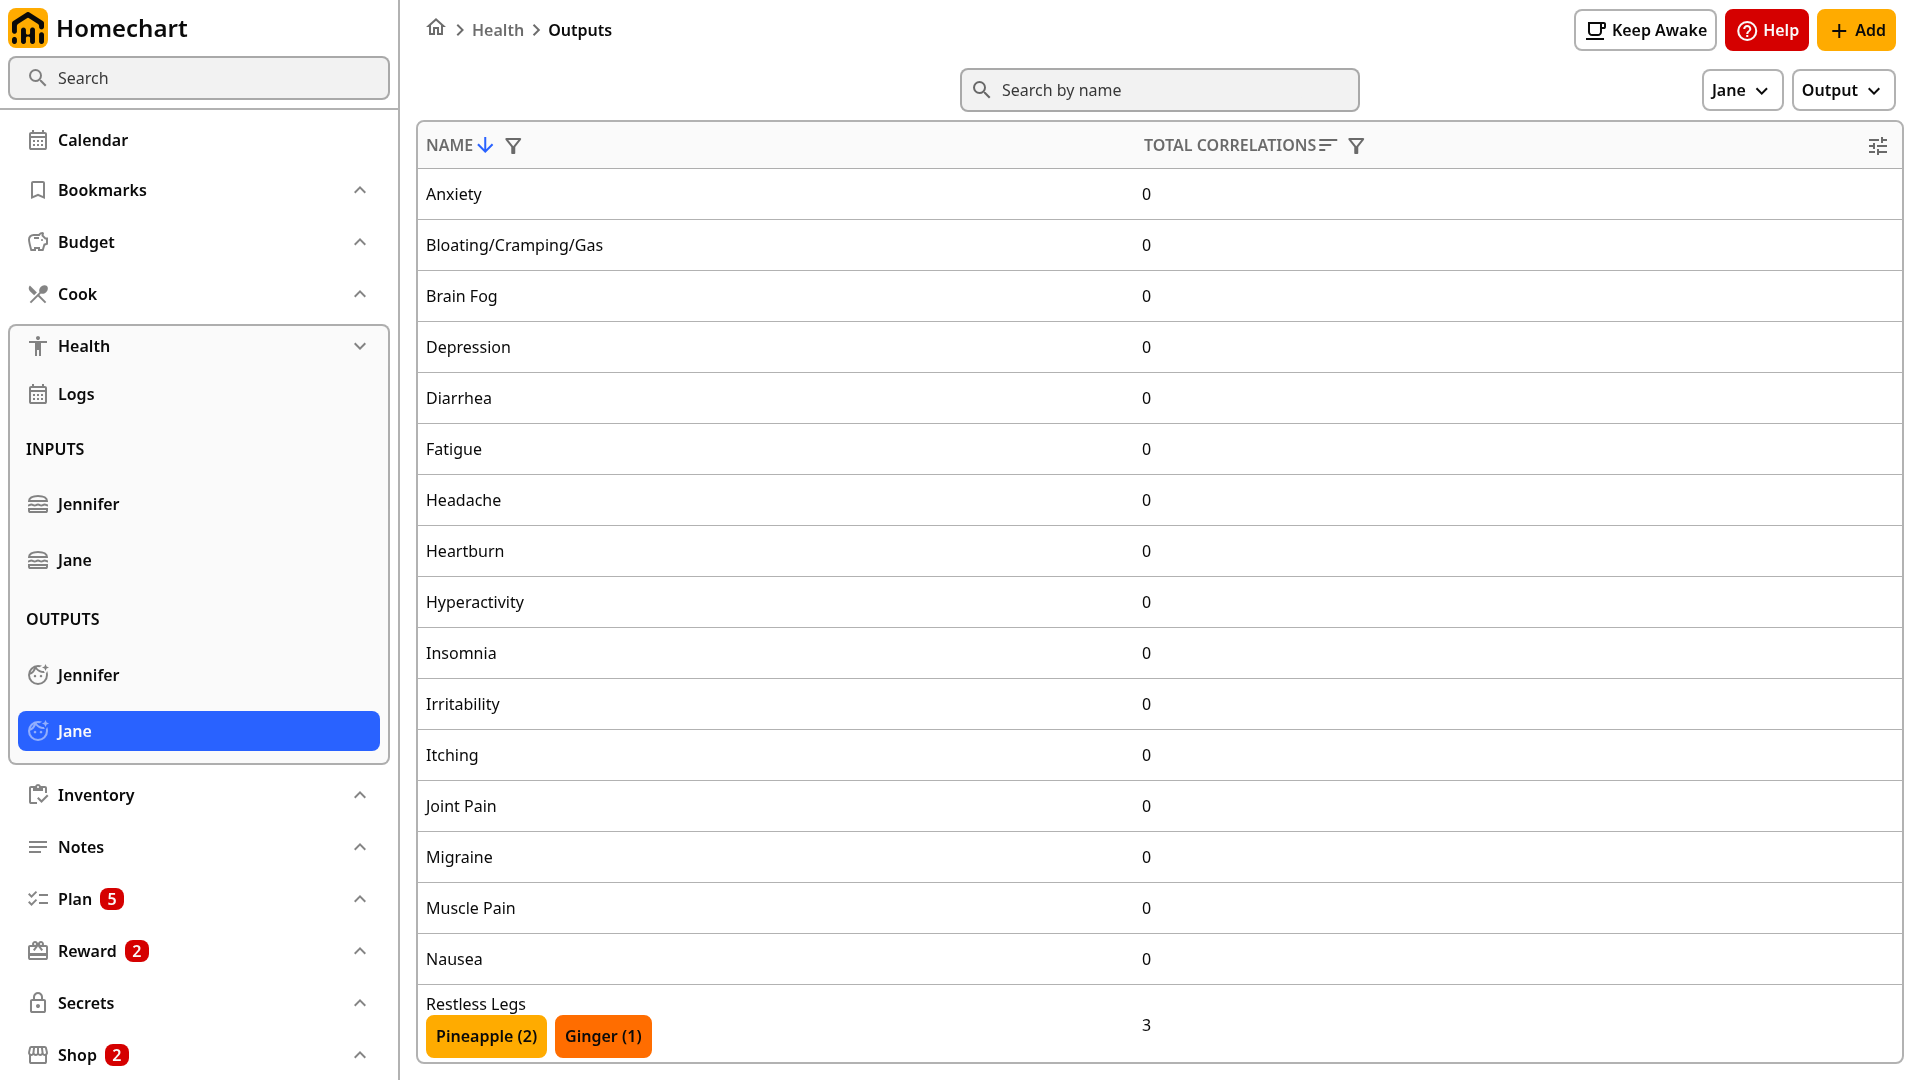 Homechart
Search
Calendar
Bookmarks
Budget
Cook
Health
Logs
INPUTS
Jennifer
Jane
OUTPUTS
Jennifer
Jane
Inventory
Notes
Plan 5
Reward 2
Secrets
Shop 2
Health Outputs
Keep Awake
Help
Add
Search by name
Jane
Output
NAME TOTAL CORRELATIONS
Anxiety 0
Bloating/Cramping/Gas 0
Brain Fog 0
Depression 0
Diarrhea 0
Fatigue 0
Headache 0
Heartburn 0
Hyperactivity 0
Insomnia 0
Irritability 0
Itching 0
Joint Pain 0
Migraine 0
Muscle Pain 0
Nausea 0
Restless Legs
Pineapple (2) Ginger (1)
3